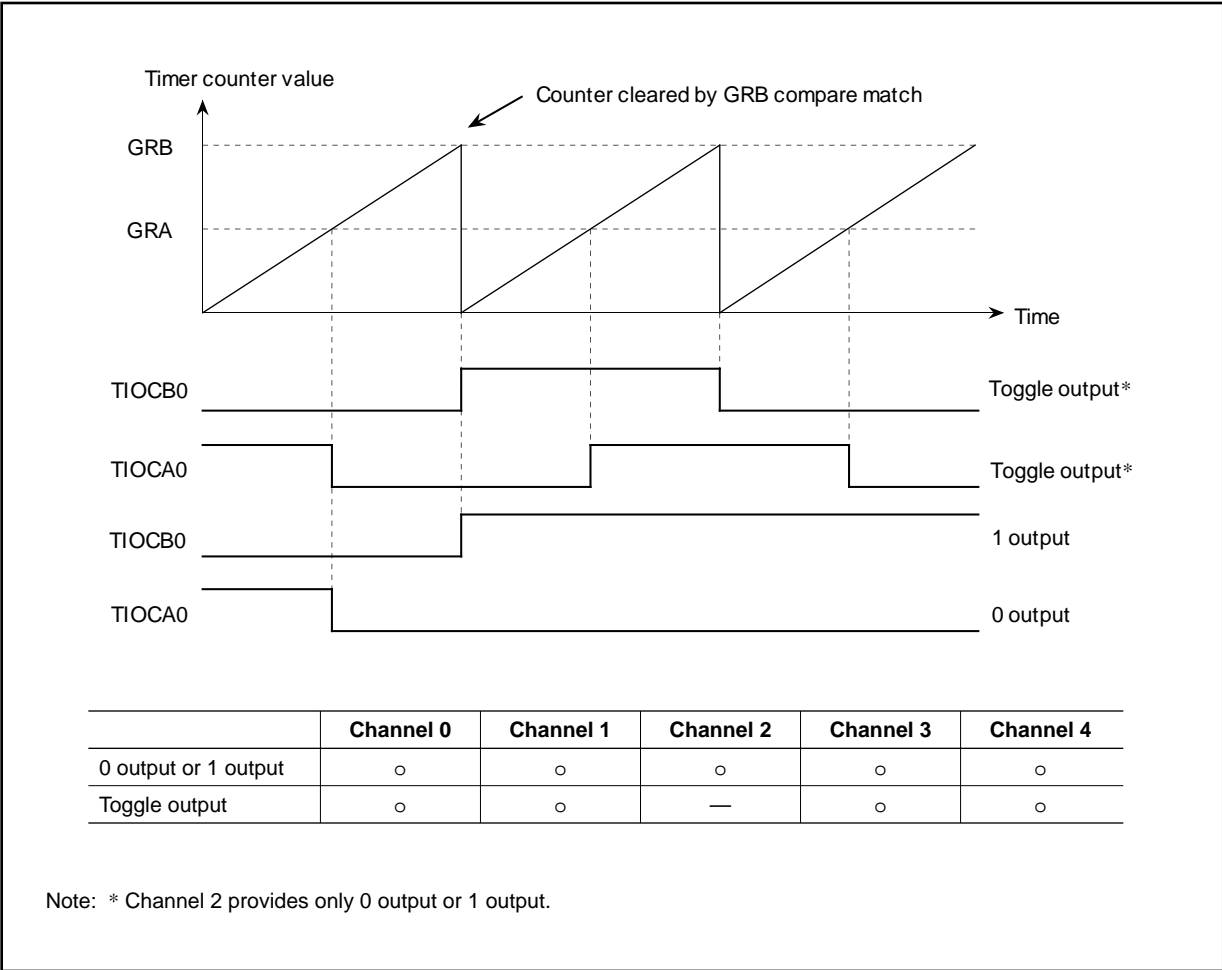 Timer counter value
Counter cleared by GRB compare match
GRB
GRA
Time
TIOCB0
Toggle output*
TIOCA0
Toggle output*
TIOCB0
1 output
TIOCA0
0 output
Channel 0 Channel 1 Channel 2 Channel 3 Channel 4
0 output or 1 output ○ ○ ○ ○ ○
Toggle output ○ ○ — ○ ○
Note: * Channel 2 provides only 0 output or 1 output.